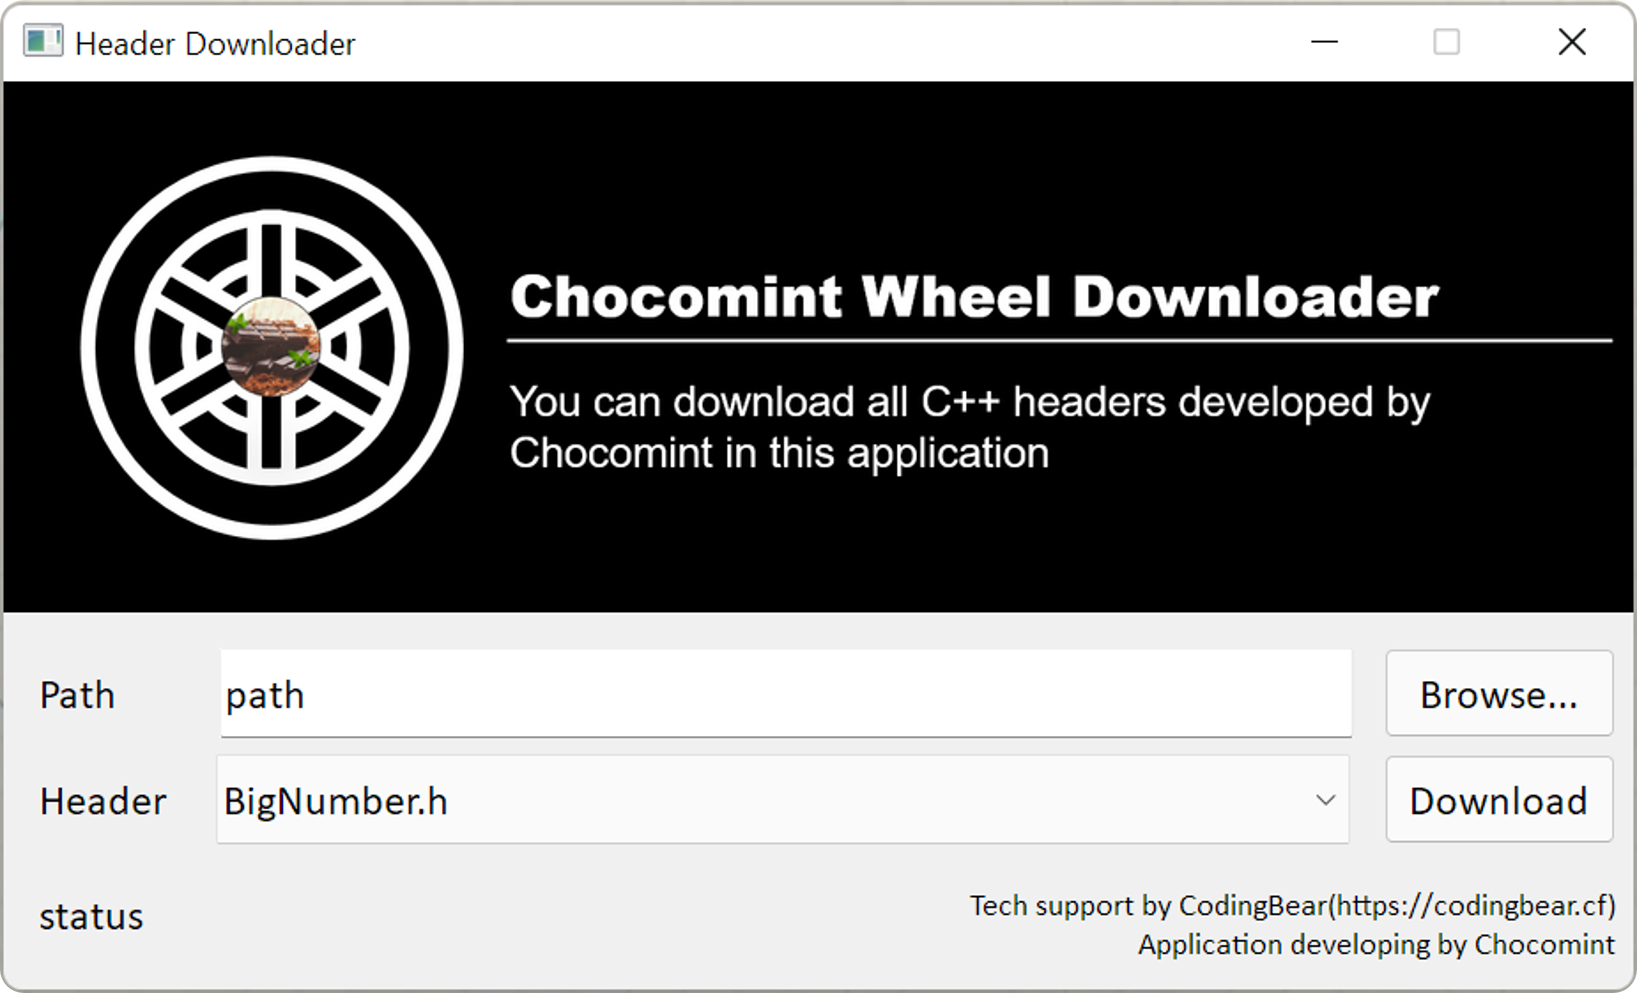 Header Downloader
Chocomint Wheel Downloader
You can download all C++ headers developed by
Chocomint in this application
Path
path
Browse...
Header
BigNumber.h
Download
status
Tech support by CodingBear(https://codingbear.cf)
Application developing by Chocomint